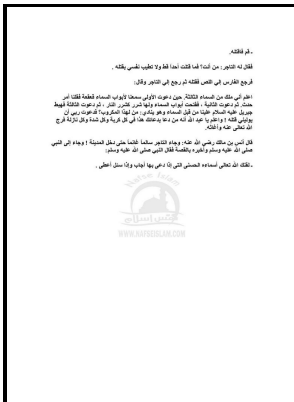 - قم فاقتله.
فقال له التاجر: من أنت؟ فما قتلت أحدا قط ولا تطيب نفسي بقتله .
فرجع الفارس إلى اللص فقتله ثم رجع إلى التاجر وقال:
اعلم أني ملك من السماء الثالثة. حين دعوت الأولى سمعنا لأبواب السماء قعقعة فقلنا أمر
حدث. ثم دعوت الثانية ، ففتحت أبواب السماء ولها شرر كشرر النار ، ثم دعوت الثالثة فهبط
جبريل عليه السلام علينا من قبل السماء وهو ينادي: من لهذا المكروب؟ فدعوت ربي أن
يوليني قتله ! واعلم يا عبد الله أنه من دعا بدعائك هذا في كل كربة وكل شدة وكل نازلة فرج
الله تعالى عنه وأغاثه.
قال أنس بن مالك رضي الله عنه: وجاء التاجر سالماً غانماً حتى دخل المدينة ! وجاء إلى النبي
صلى الله عليه وسلم وأخبره بالقصة فقال النبي صلى الله عليه وسلم:
- لقنك الله تعالى أسماءه الحسنى التي إذا دعي بها أجاب وإذا سئل أعطى .
Nafee Islam
WWW.NAFEEISLAM.COM